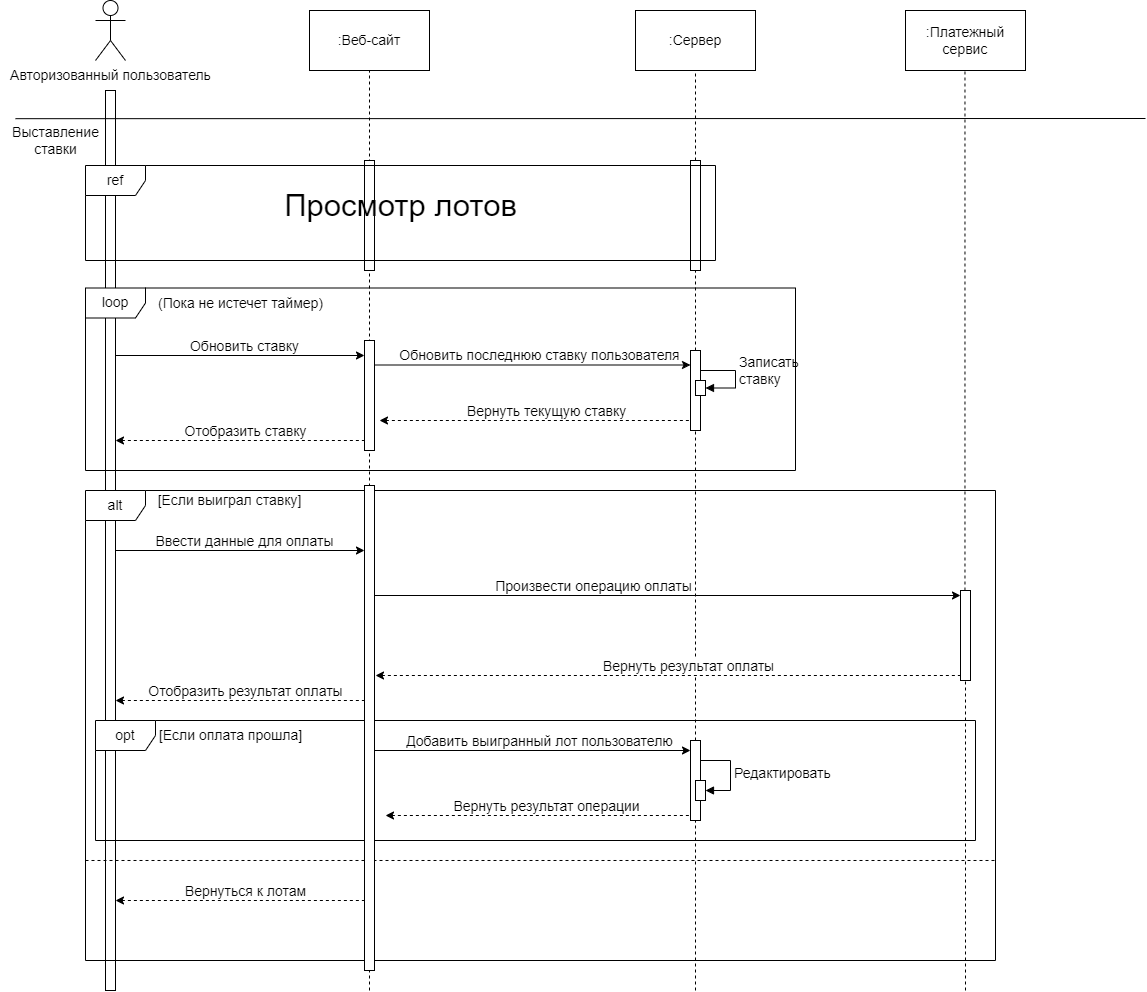 :Веб-сайт
:Сервер
:Платежный
сервис
Авторизованный пользователь
Выставление
ставки
ref
Просмотр лотов
loop
(Пока не истечет таймер)
Обновить ставку
Обновить последнюю ставку пользователя
Записать
ставку
Вернуть текущую ставку
Отобразить ставку
alt
[Если выиграл ставку]
Ввести данные для оплаты
Произвести операцию оплаты
Вернуть результат оплаты
Отобразить результат оплаты
opt
[Если оплата прошла]
Добавить выигранный лот пользователю
Редактировать
Вернуть результат операции
Вернуться к лотам